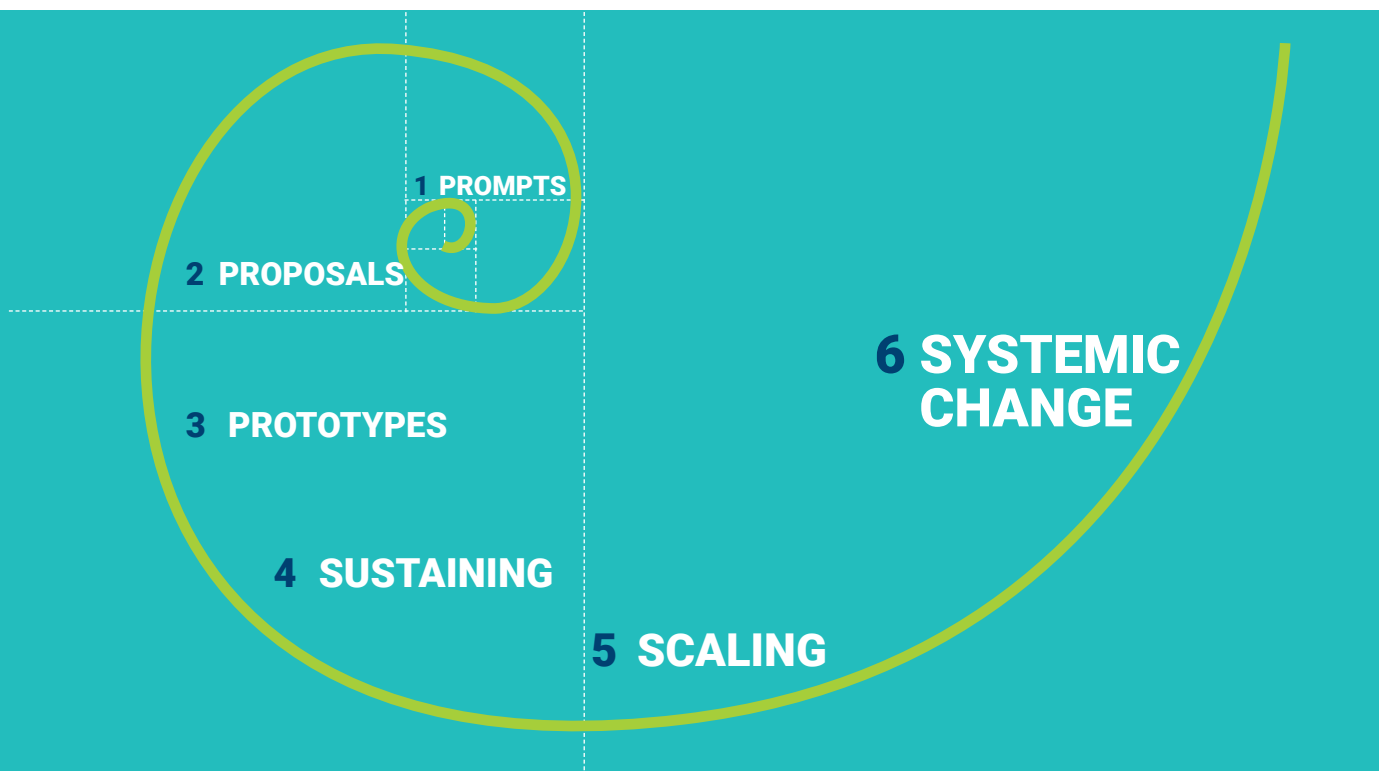 1 PROMPTS
2 PROPOSALS
3 PROTOTYPES
4 SUSTAINING
5 SCALING
6 SYSTEMIC
CHANGE